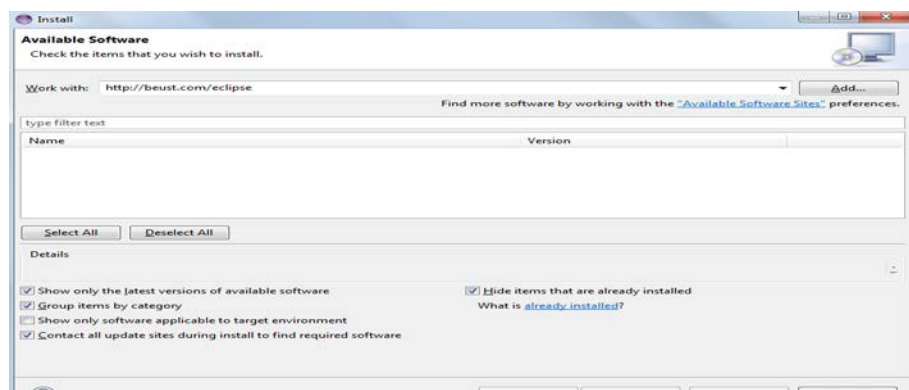 Install
Available Software
Check the items that you wish to install.
Work with: http://beust.com/eclipse Add...
Find more software by working with the "Available Software Sites" preferences.
type filter text
Name Version
Select All Deselect All
Details
Show only the latest versions of available software Hide items that are already installed
Group items by category What is already installed?
Show only software applicable to target environment
Contact all update sites during install to find required software